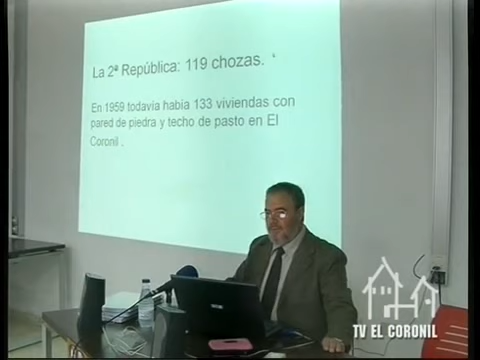 La 2ª República: 119 chozas.
En 1959 todavía había 133 viviendas con
pared de piedra y techo de pasto en El
Coronil .
TV EL CORONIL